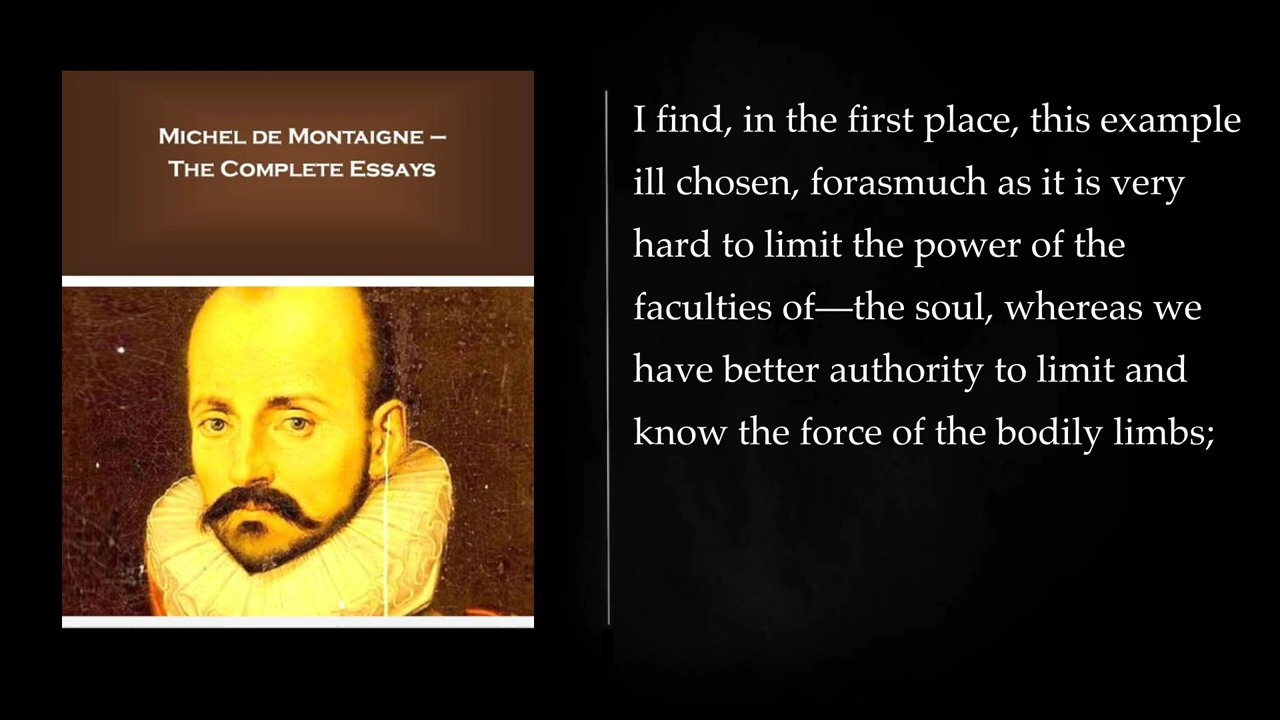 MICHEL DE MONTAIGNE –
THE COMPLETE ESSAYS
I find, in the first place, this example
ill chosen, forasmuch as it is very
hard to limit the power of the
faculties of—the soul, whereas we
have better authority to limit and
know the force of the bodily limbs;